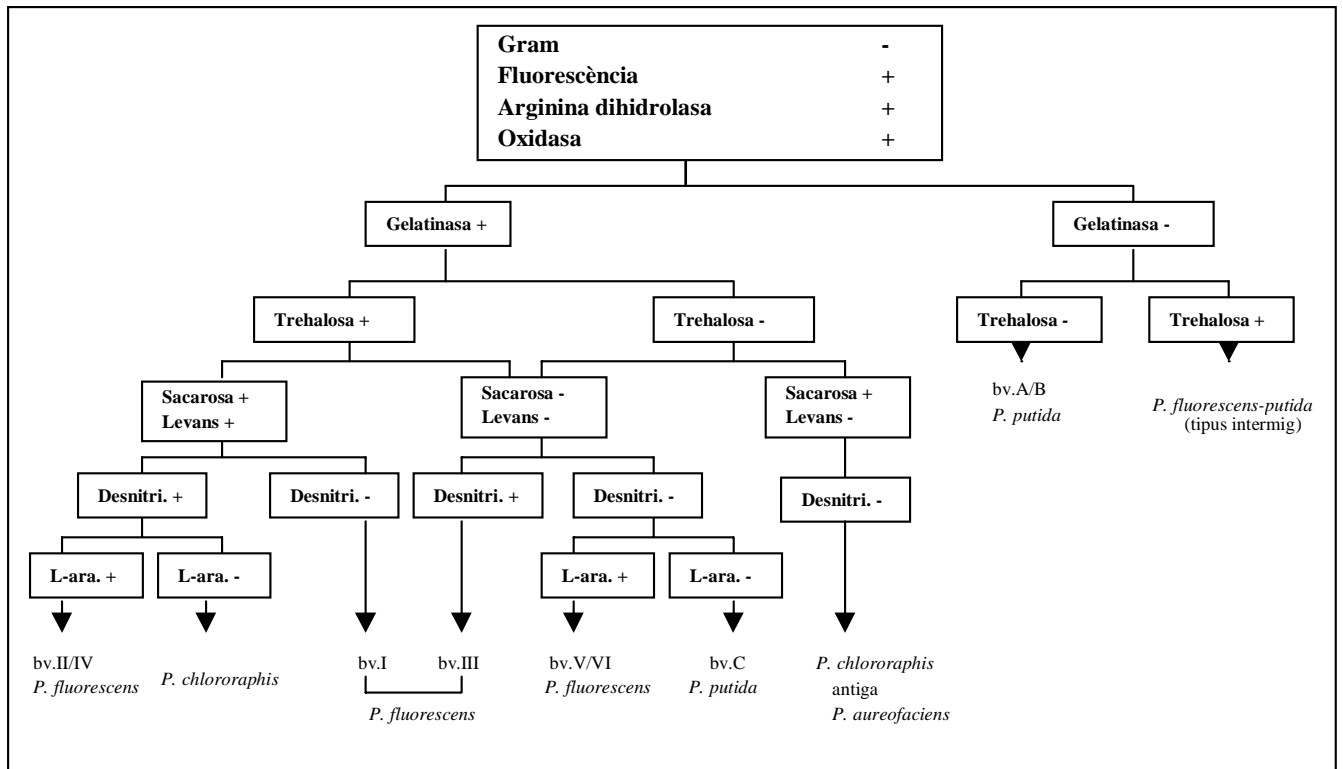 Gram -
Fluorescència +
Arginina dihidrolasa +
Oxidasa +
Gelatinasa +
Gelatinasa -
Trehalosa +
Trehalosa -
Trehalosa -
Trehalosa +
Sacarosa +
Levans +
Sacarosa -
Levans -
Sacarosa +
Levans -
bv.A/B
P. putida
P. fluorescens-putida
(tipus intermig)
Desnitri. +
Desnitri. -
Desnitri. +
Desnitri. -
Desnitri. -
L-ara. +
L-ara. -
L-ara. +
L-ara. -
bv.II/IV
P. fluorescens
P. chlororaphis
bv.I
bv.III
P. fluorescens
bv.V/VI
P. fluorescens
bv.C
P. putida
P. chlororaphis
antiga
P. aureofaciens